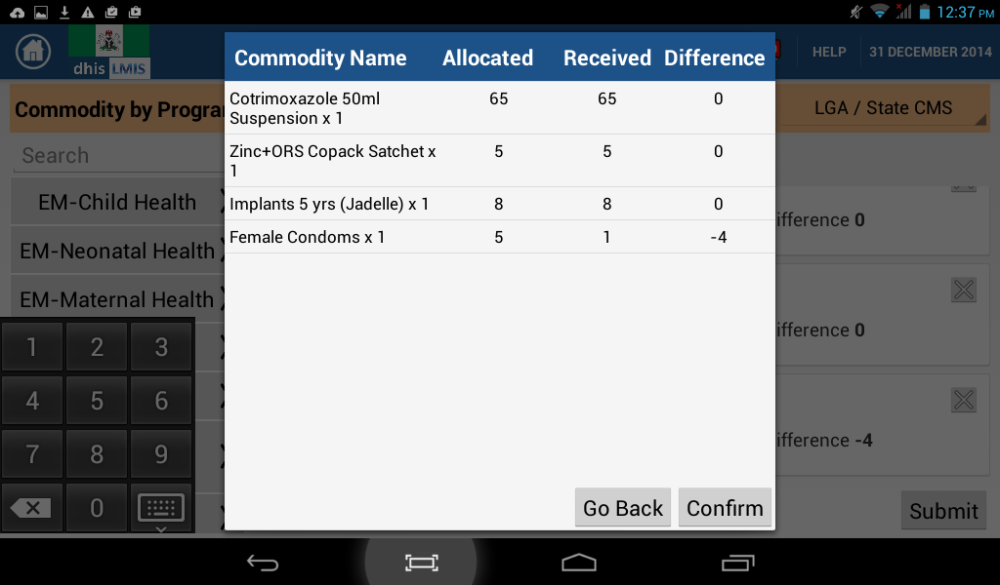 12:37 PM
dhis LMIS
HELP
31 DECEMBER 2014
Commodity by Progra
LGA / State CMS
Search
EM-Child Health
EM-Neonatal Health
EM-Maternal Health
Commodity Name Allocated Received Difference
Cotrimoxazole 50ml 65 65 0
Suspension x 1
Zinc+ORS Copack Satchet x 5 5 0
1
Implants 5 yrs (Jadelle) x 1 8 8 0
Female Condoms x 1 5 1 -4
ifference 0
ifference 0
ifference -4
1 2 3
4 5 6
7 8 9
0
Go Back Confirm
Submit